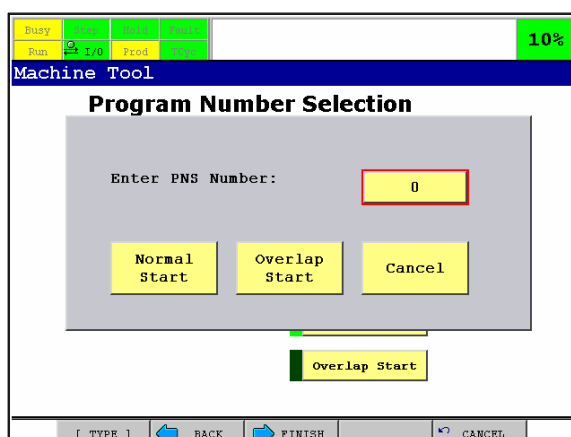 Busy Step Hold Fault
Run I/O Prod TCyc
10%
Machine Tool
Program Number Selection
Enter PNS Number:
0
Normal Start
Overlap Start
Cancel
Overlap Start
[ TYPE ] BACK FINISH CANCEL